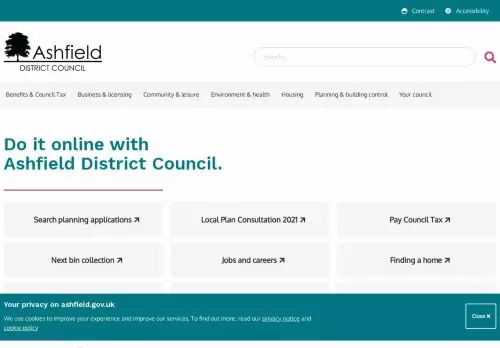 Contrast Accessibility
Ashfield
DISTRICT COUNCIL
Search...
Benefits & Council Tax Business & licensing Community & leisure Environment & health Housing Planning & building control Your council
Do it online with
Ashfield District Council.
Search planning applications Local Plan Consultation 2021 Pay Council Tax
Next bin collection Jobs and careers Finding a home
Your privacy on ashfield.gov.uk
We use cookies to improve your experience and improve our services. To find out more, read our privacy notice and
cookie policy
Close ×